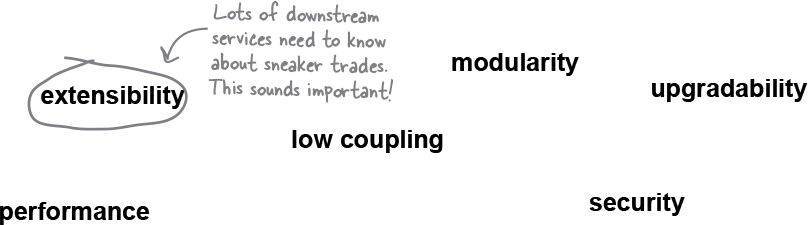 Lots of downstream
services need to know
about sneaker trades.
This sounds important!
extensibility
modularity
upgradability
low coupling
performance
security